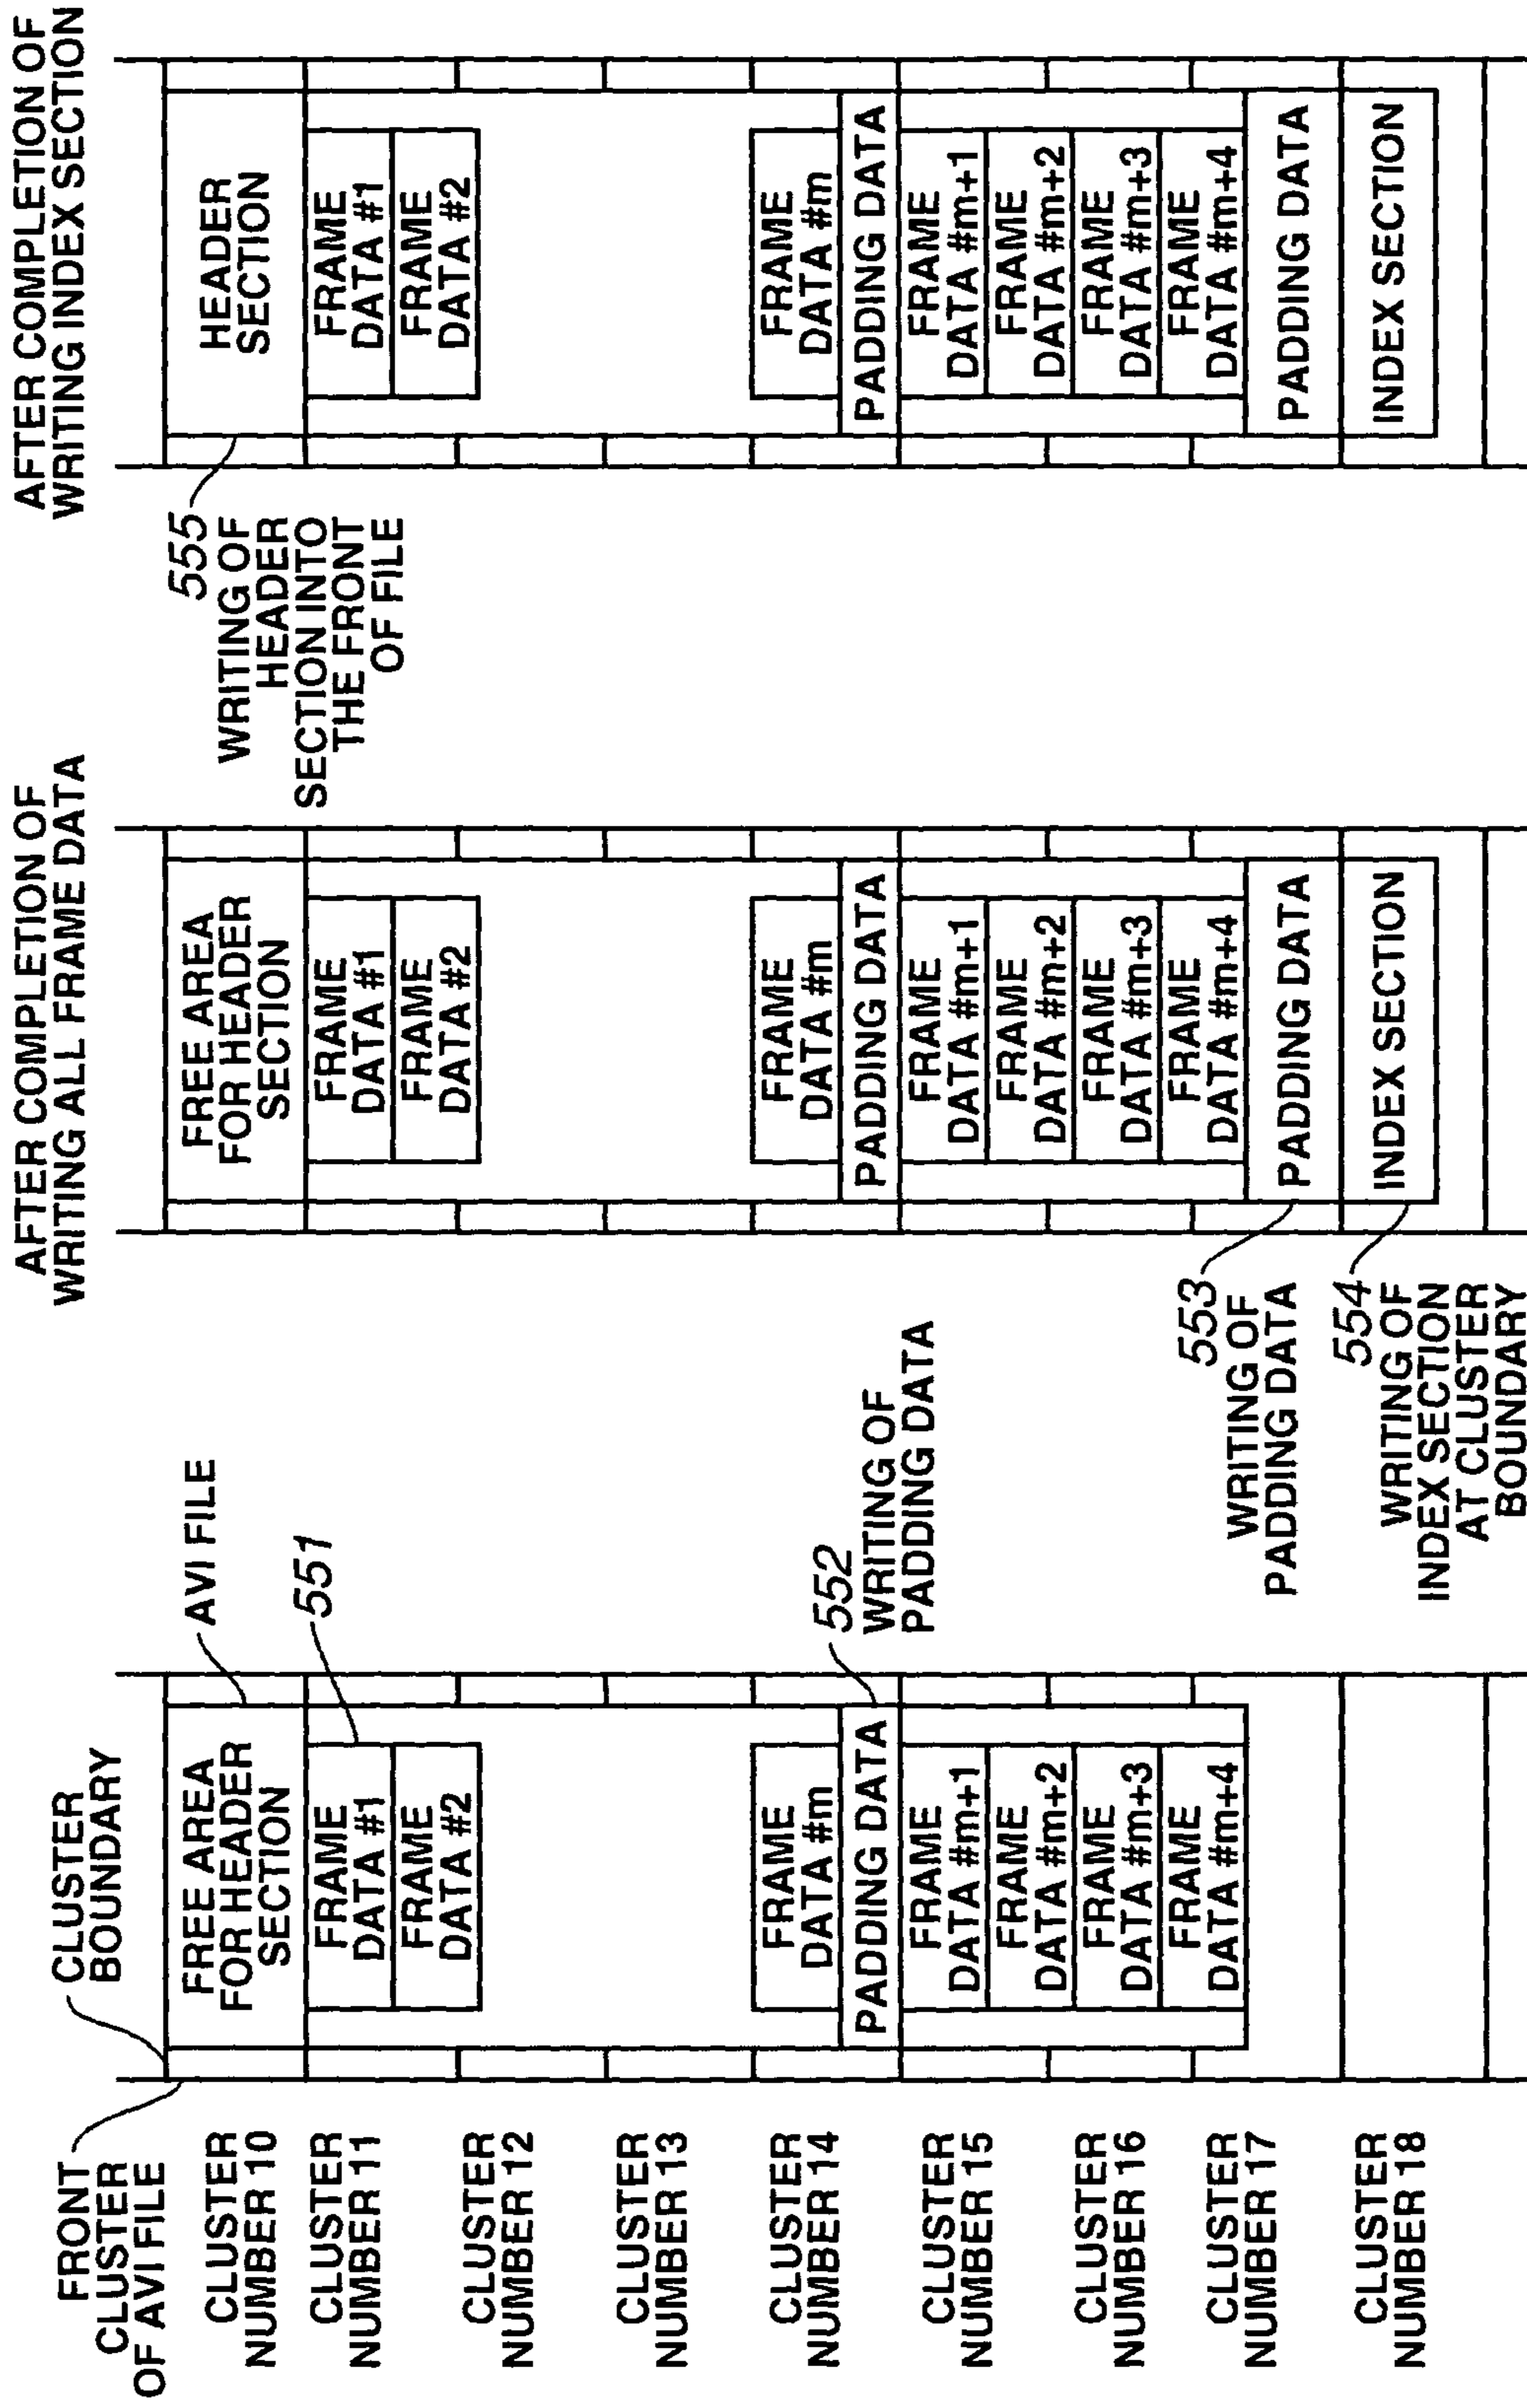 FRONT
CLUSTER
OF AVI FILE
CLUSTER
BOUNDARY
AVI FILE
CLUSTER
NUMBER 10
CLUSTER
NUMBER 11
CLUSTER
NUMBER 12
CLUSTER
NUMBER 13
CLUSTER
NUMBER 14
CLUSTER
NUMBER 15
CLUSTER
NUMBER 16
CLUSTER
NUMBER 17
CLUSTER
NUMBER 18
FREE AREA
FOR HEADER
SECTION
FRAME
DATA #1
FRAME
DATA #2
FRAME
DATA #m
PADDING DATA
FRAME
DATA #m+1
FRAME
DATA #m+2
FRAME
DATA #m+3
FRAME
DATA #m+4
551
552
WRITING OF
PADDING DATA
AFTER COMPLETION OF
WRITING ALL FRAME DATA
FREE AREA
FOR HEADER
SECTION
FRAME
DATA #1
FRAME
DATA #2
FRAME
DATA #m
PADDING DATA
FRAME
DATA #m+1
FRAME
DATA #m+2
FRAME
DATA #m+3
FRAME
DATA #m+4
PADDING DATA
INDEX SECTION
553
WRITING OF
PADDING DATA
554
WRITING OF
INDEX SECTION
AT CLUSTER
BOUNDARY
AFTER COMPLETION OF
WRITING INDEX SECTION
555
WRITING OF
HEADER
SECTION INTO
THE FRONT
OF FILE
HEADER
SECTION
FRAME
DATA #1
FRAME
DATA #2
FRAME
DATA #m
PADDING DATA
FRAME
DATA #m+1
FRAME
DATA #m+2
FRAME
DATA #m+3
FRAME
DATA #m+4
PADDING DATA
INDEX SECTION